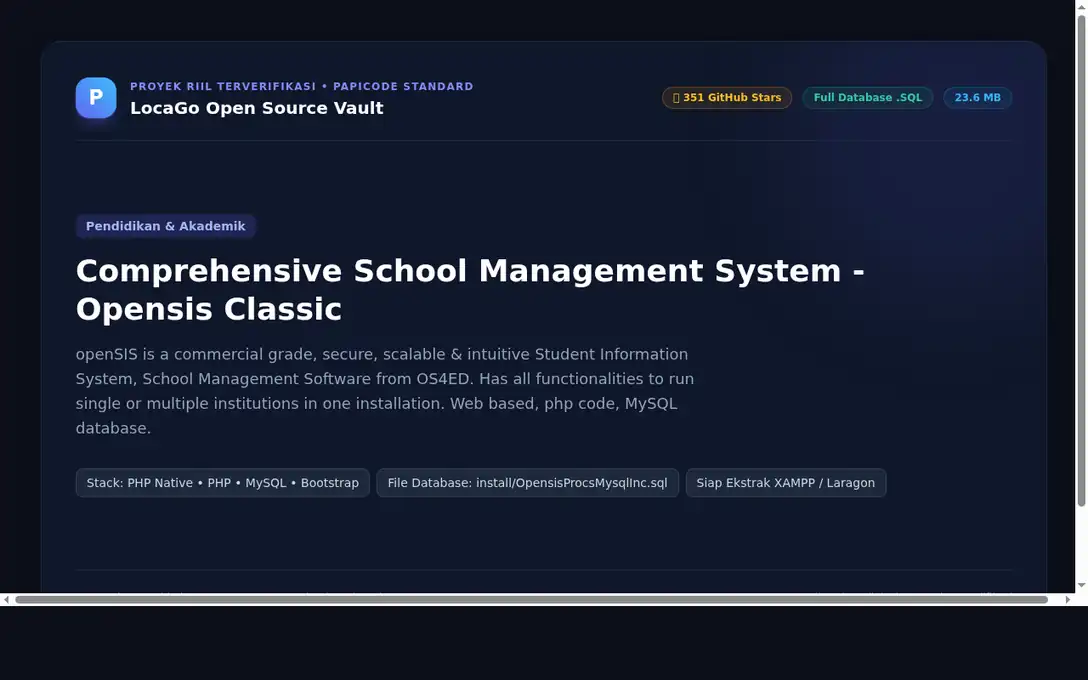 P
PROYEK RIIL TERVERIFIKASI • PAPICODE STANDARD
LocaGo Open Source Vault
351 GitHub Stars
Full Database .SQL
23.6 MB
Pendidikan & Akademik
Comprehensive School Management System -
Opensis Classic
openSIS is a commercial grade, secure, scalable & intuitive Student Information
System, School Management Software from OS4ED. Has all functionalities to run
single or multiple institutions in one installation. Web based, php code, MySQL
database.
Stack: PHP Native • PHP • MySQL • Bootstrap
File Database: install/OpensisProcsMysqlInc.sql
Siap Ekstrak XAMPP / Laragon